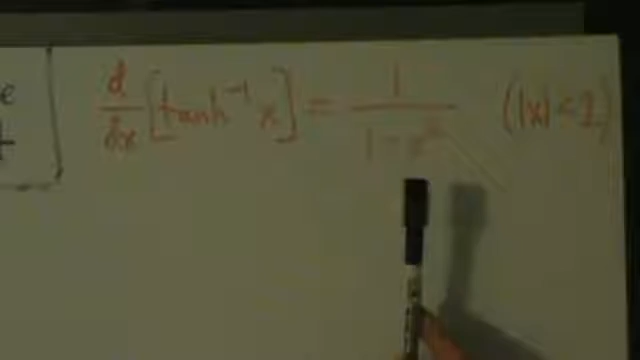 e
d/dx [tanh⁻¹ x] = 1/(1-x²) (|x|<1)